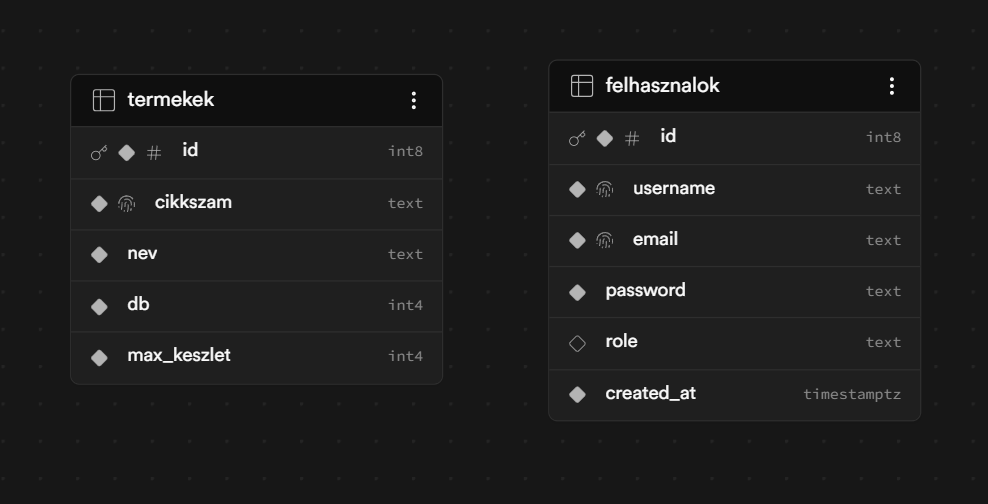 termekek
id int8
cikkszam text
nev text
db int4
max_keszlet int4
felhasznalok
id int8
username text
email text
password text
role text
created_at timestamptz